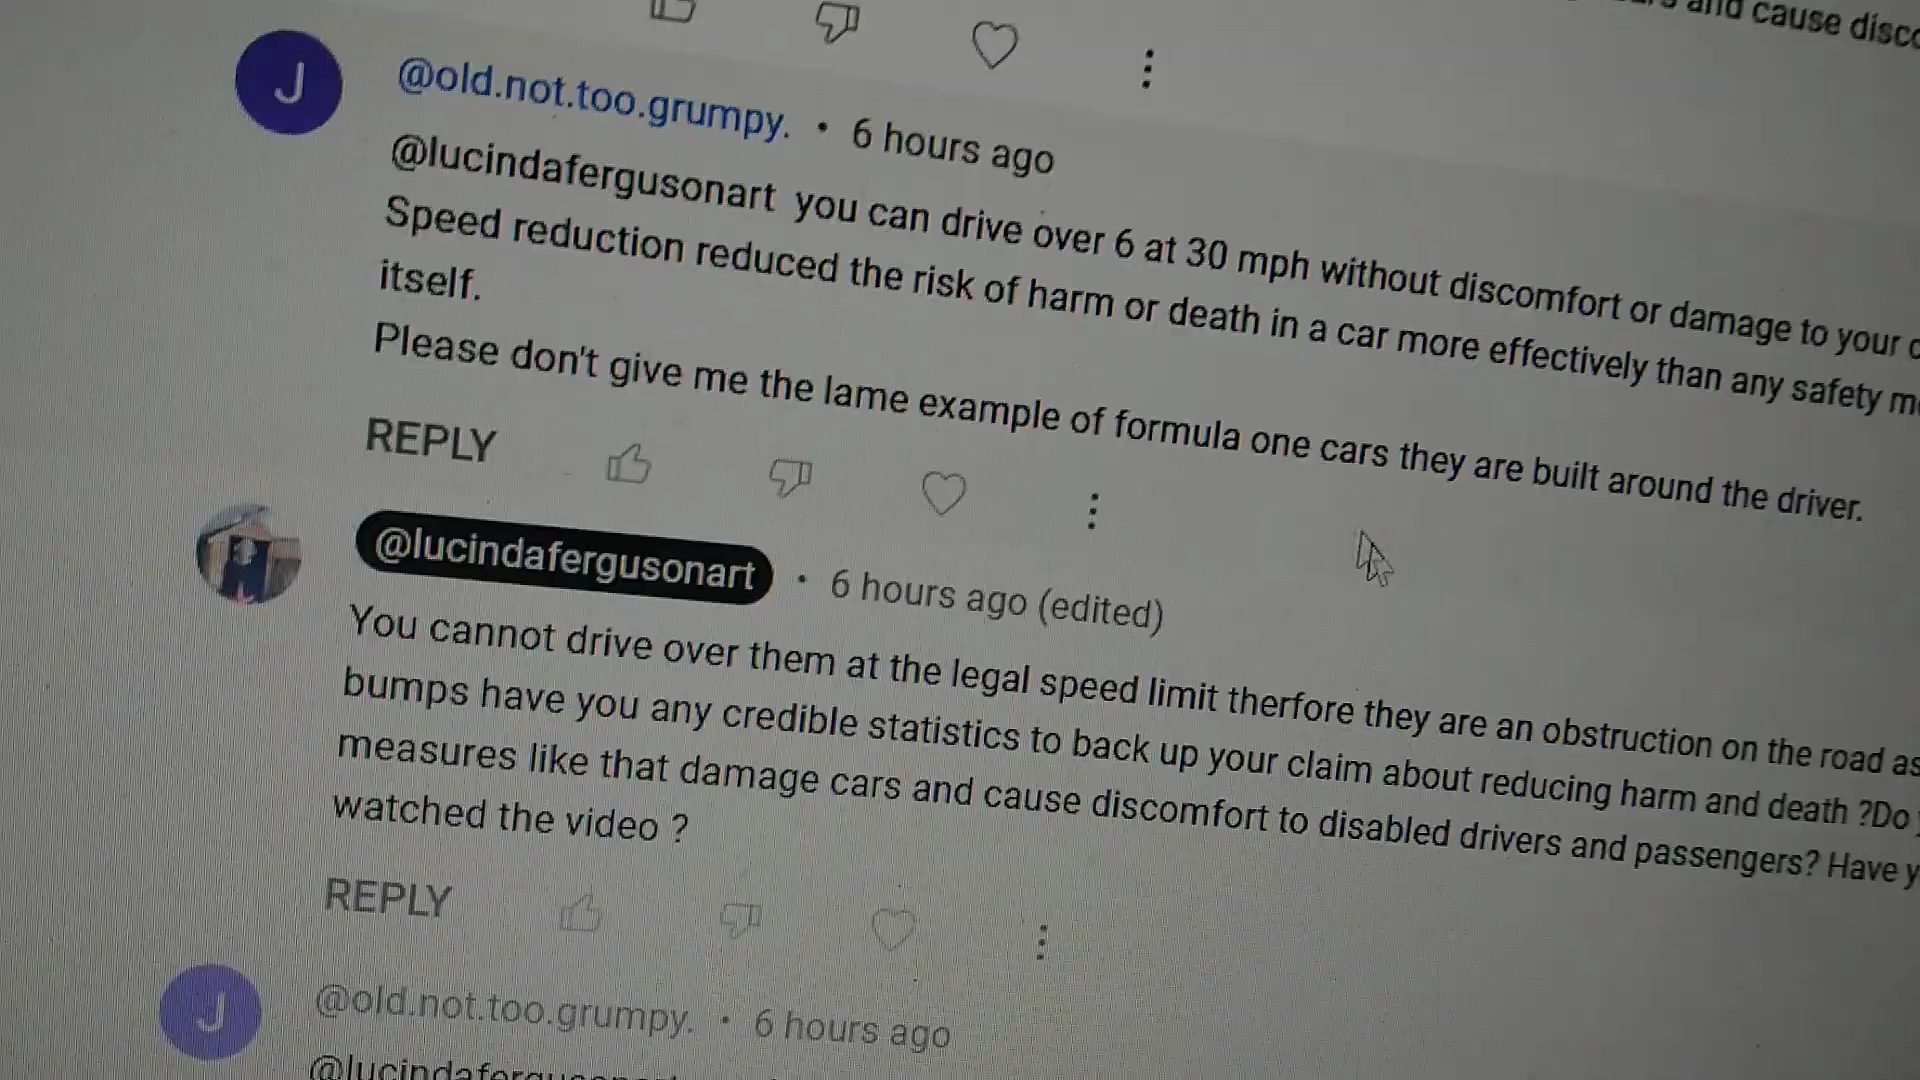 and cause
J
@old.not.too.grumpy. • 6 hours ago
@lucindafergusonart you can drive over 6 at 30 mph without discomfort or damage to your
Speed reduction reduced the risk of harm or death in a car more effectively than any safety
itself.
Please don't give me the lame example of formula one cars they are built around the driver.
REPLY
@lucindafergusonart • 6 hours ago (edited)
You cannot drive over them at the legal speed limit therfore they are an obstruction on the road as
bumps have you any credible statistics to back up your claim about reducing harm and death ?Do
measures like that damage cars and cause discomfort to disabled drivers and passengers? Have
watched the video ?
REPLY
J
@old.not.too.grumpy. • 6 hours ago